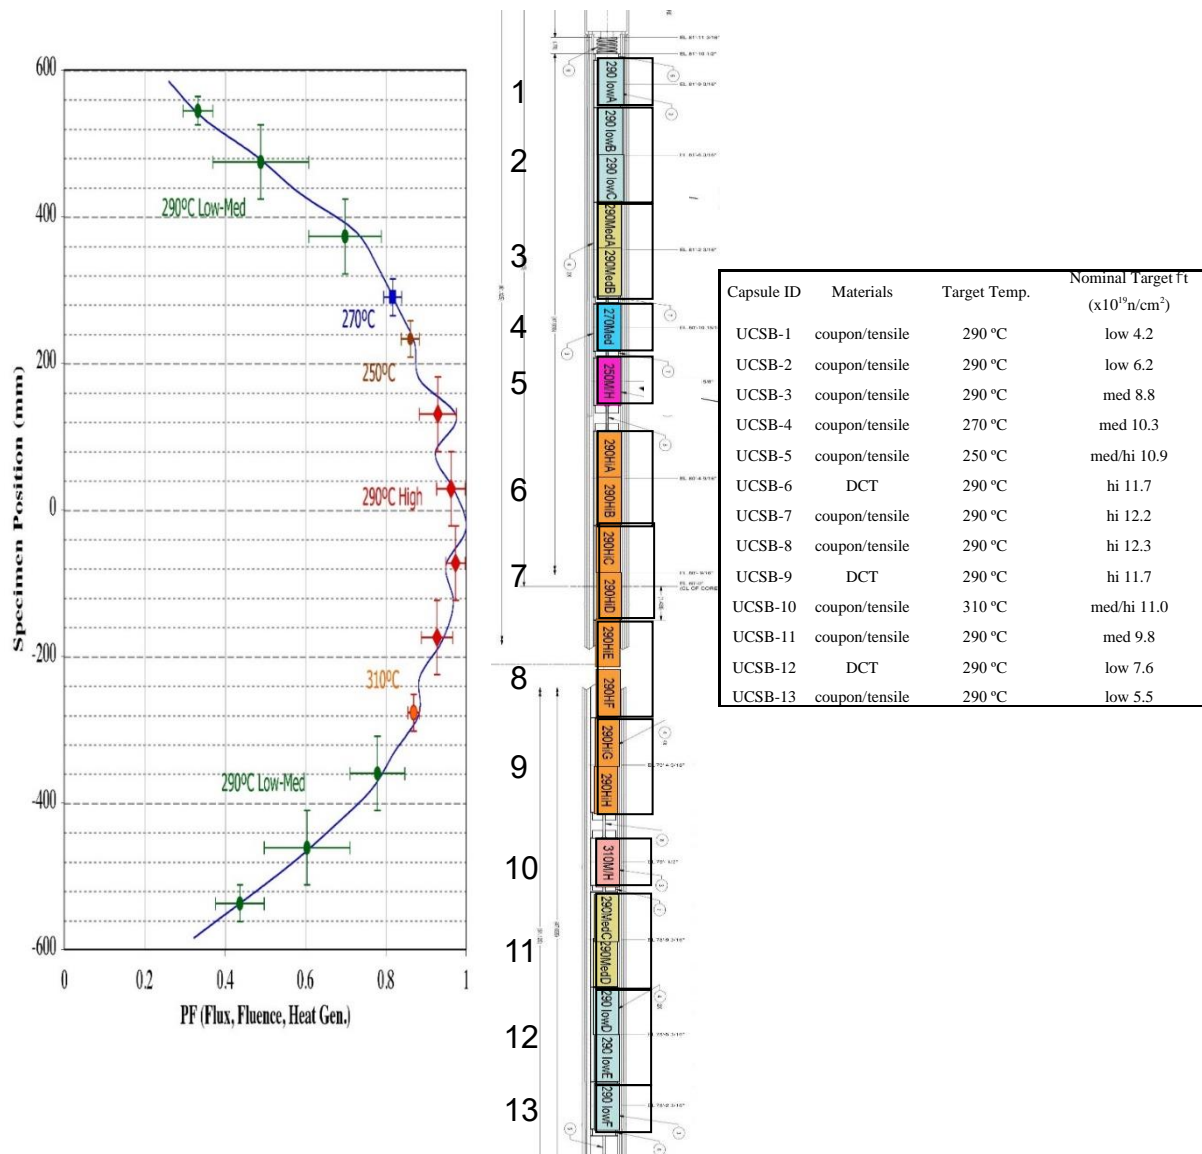 600
400
200
0
-200
-400
-600
Specimen Position (mm)
290ºC Low-Med
270ºC
250ºC
290ºC High
310ºC
290ºC Low-Med
0
0.2
0.4
0.6
0.8
1
PF (Flux, Fluence, Heat Gen.)
1
2
3
4
5
6
7
8
9
10
11
12
13
290 lowA
290 lowB
290 lowC
290MedA
290MedB
270Med
250M/H
290HiA
290HiB
290HiC
290HiD
290HiE
290HF
290HiG
290HiH
310M/H
290MedC
290MedD
290 lowD
290 lowE
290 lowF
Capsule ID Materials Target Temp. Nominal Target ft
(x10¹⁹n/cm²)
UCSB-1 coupon/tensile 290 ºC low 4.2
UCSB-2 coupon/tensile 290 ºC low 6.2
UCSB-3 coupon/tensile 290 ºC med 8.8
UCSB-4 coupon/tensile 270 ºC med 10.3
UCSB-5 coupon/tensile 250 ºC med/hi 10.9
UCSB-6 DCT 290 ºC hi 11.7
UCSB-7 coupon/tensile 290 ºC hi 12.2
UCSB-8 coupon/tensile 290 ºC hi 12.3
UCSB-9 DCT 290 ºC hi 11.7
UCSB-10 coupon/tensile 310 ºC med/hi 11.0
UCSB-11 coupon/tensile 290 ºC med 9.8
UCSB-12 DCT 290 ºC low 7.6
UCSB-13 coupon/tensile 290 ºC low 5.5